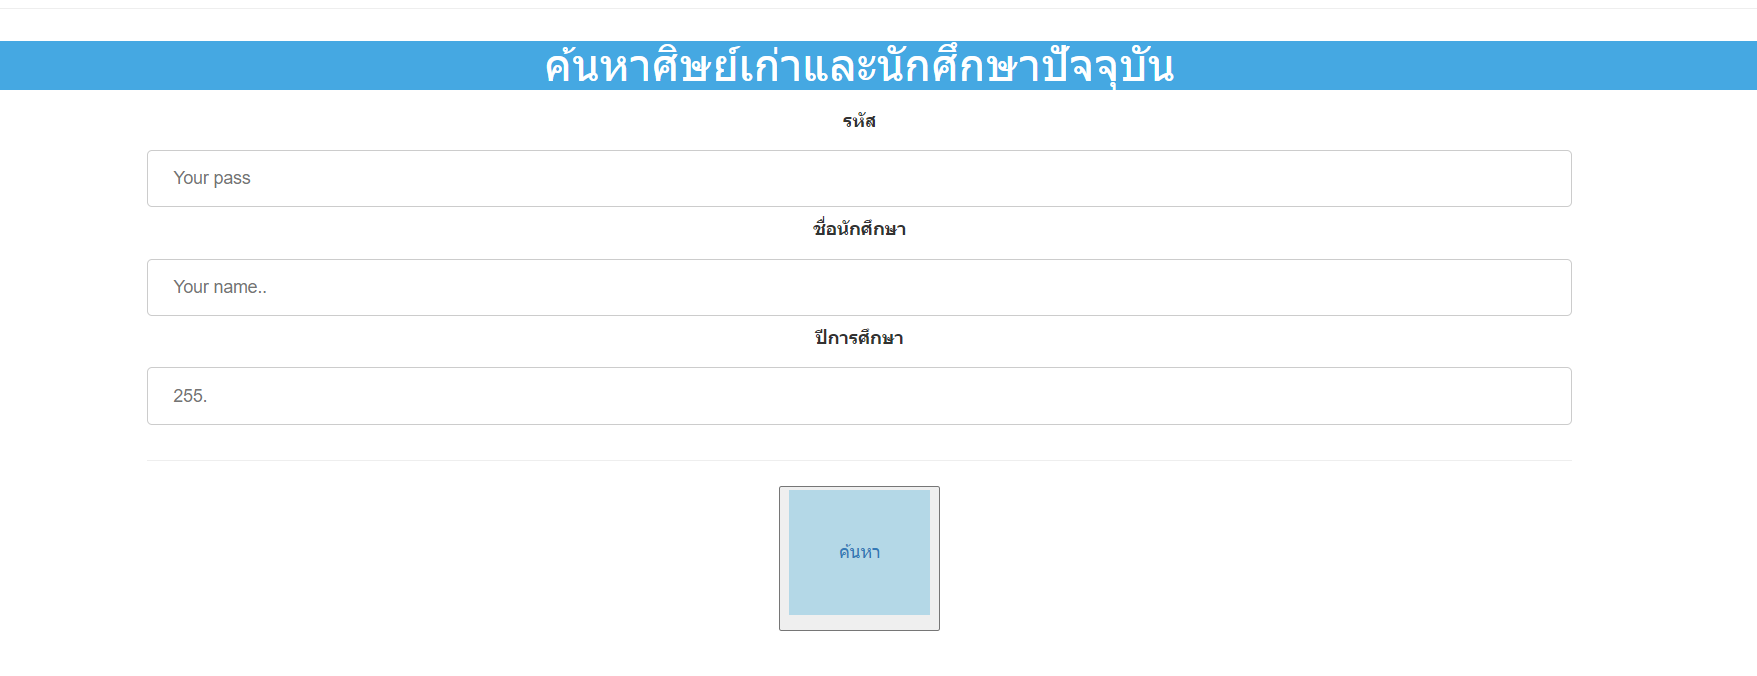 ค้นหาศิษย์เก่าและนักศึกษาปัจจุบัน
รหัส
Your pass
ชื่อนักศึกษา
Your name..
ปีการศึกษา
255.
ค้นหา